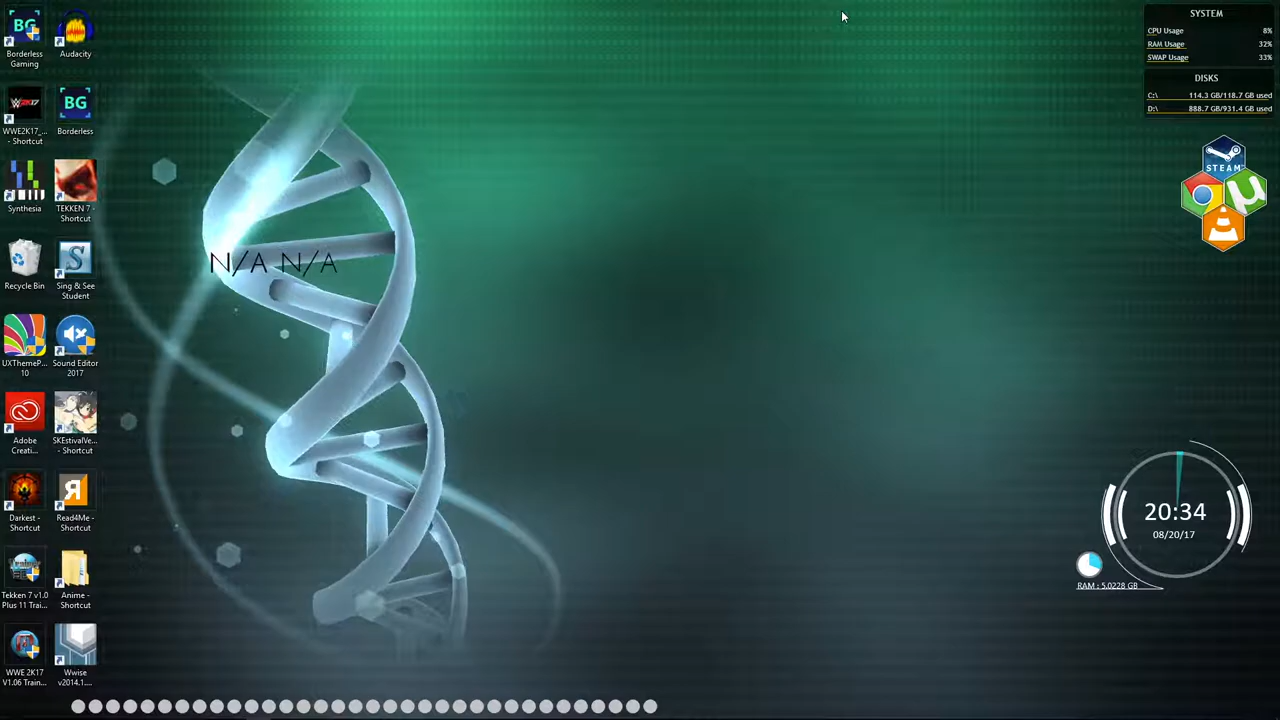 BG
Borderless
Gaming
Audacity
WWE2K17_...
- Shortcut
BG
Borderless
Synthesia
TEKKEN 7 -
Shortcut
Recycle Bin
S
Sing & See
Student
UXThemeP...
10
Sound Editor
2017
Adobe
Creati...
SKEstivalVe...
- Shortcut
Darkest -
Shortcut
Read4Me -
Shortcut
Tekken 7 v1.0
Plus 11 Trai...
Anime -
Shortcut
WWE 2K17
V1.06 Train...
Wwise
v2014.1....
N/A N/A
SYSTEM
CPU Usage 8%
RAM Usage 32%
SWAP Usage 33%
DISKS
C:\ 114.3 GB/118.7 GB used
D:\ 888.7 GB/931.4 GB used
STEAM
20:34
08/20/17
RAM : 5.0228 GB